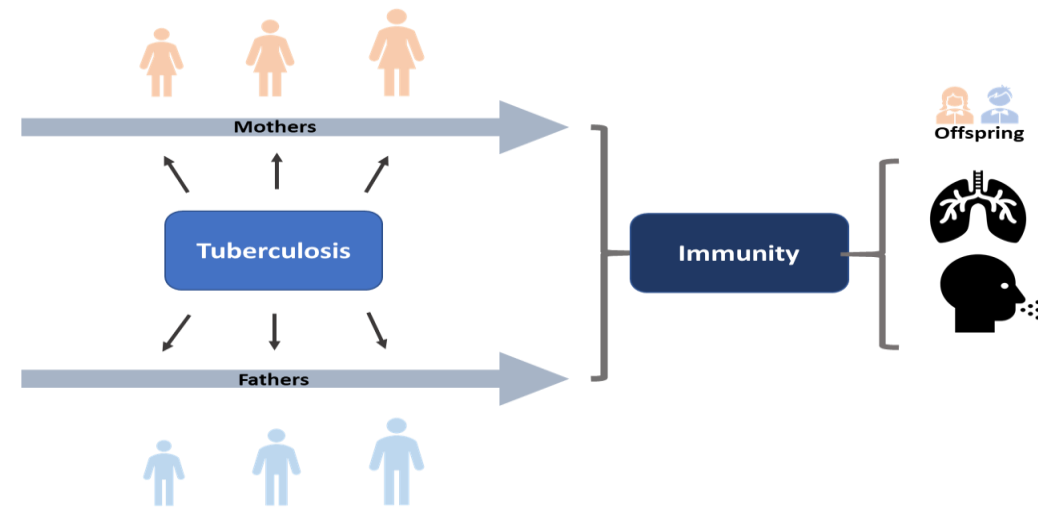 Mothers
Offspring
Tuberculosis
Immunity
Fathers